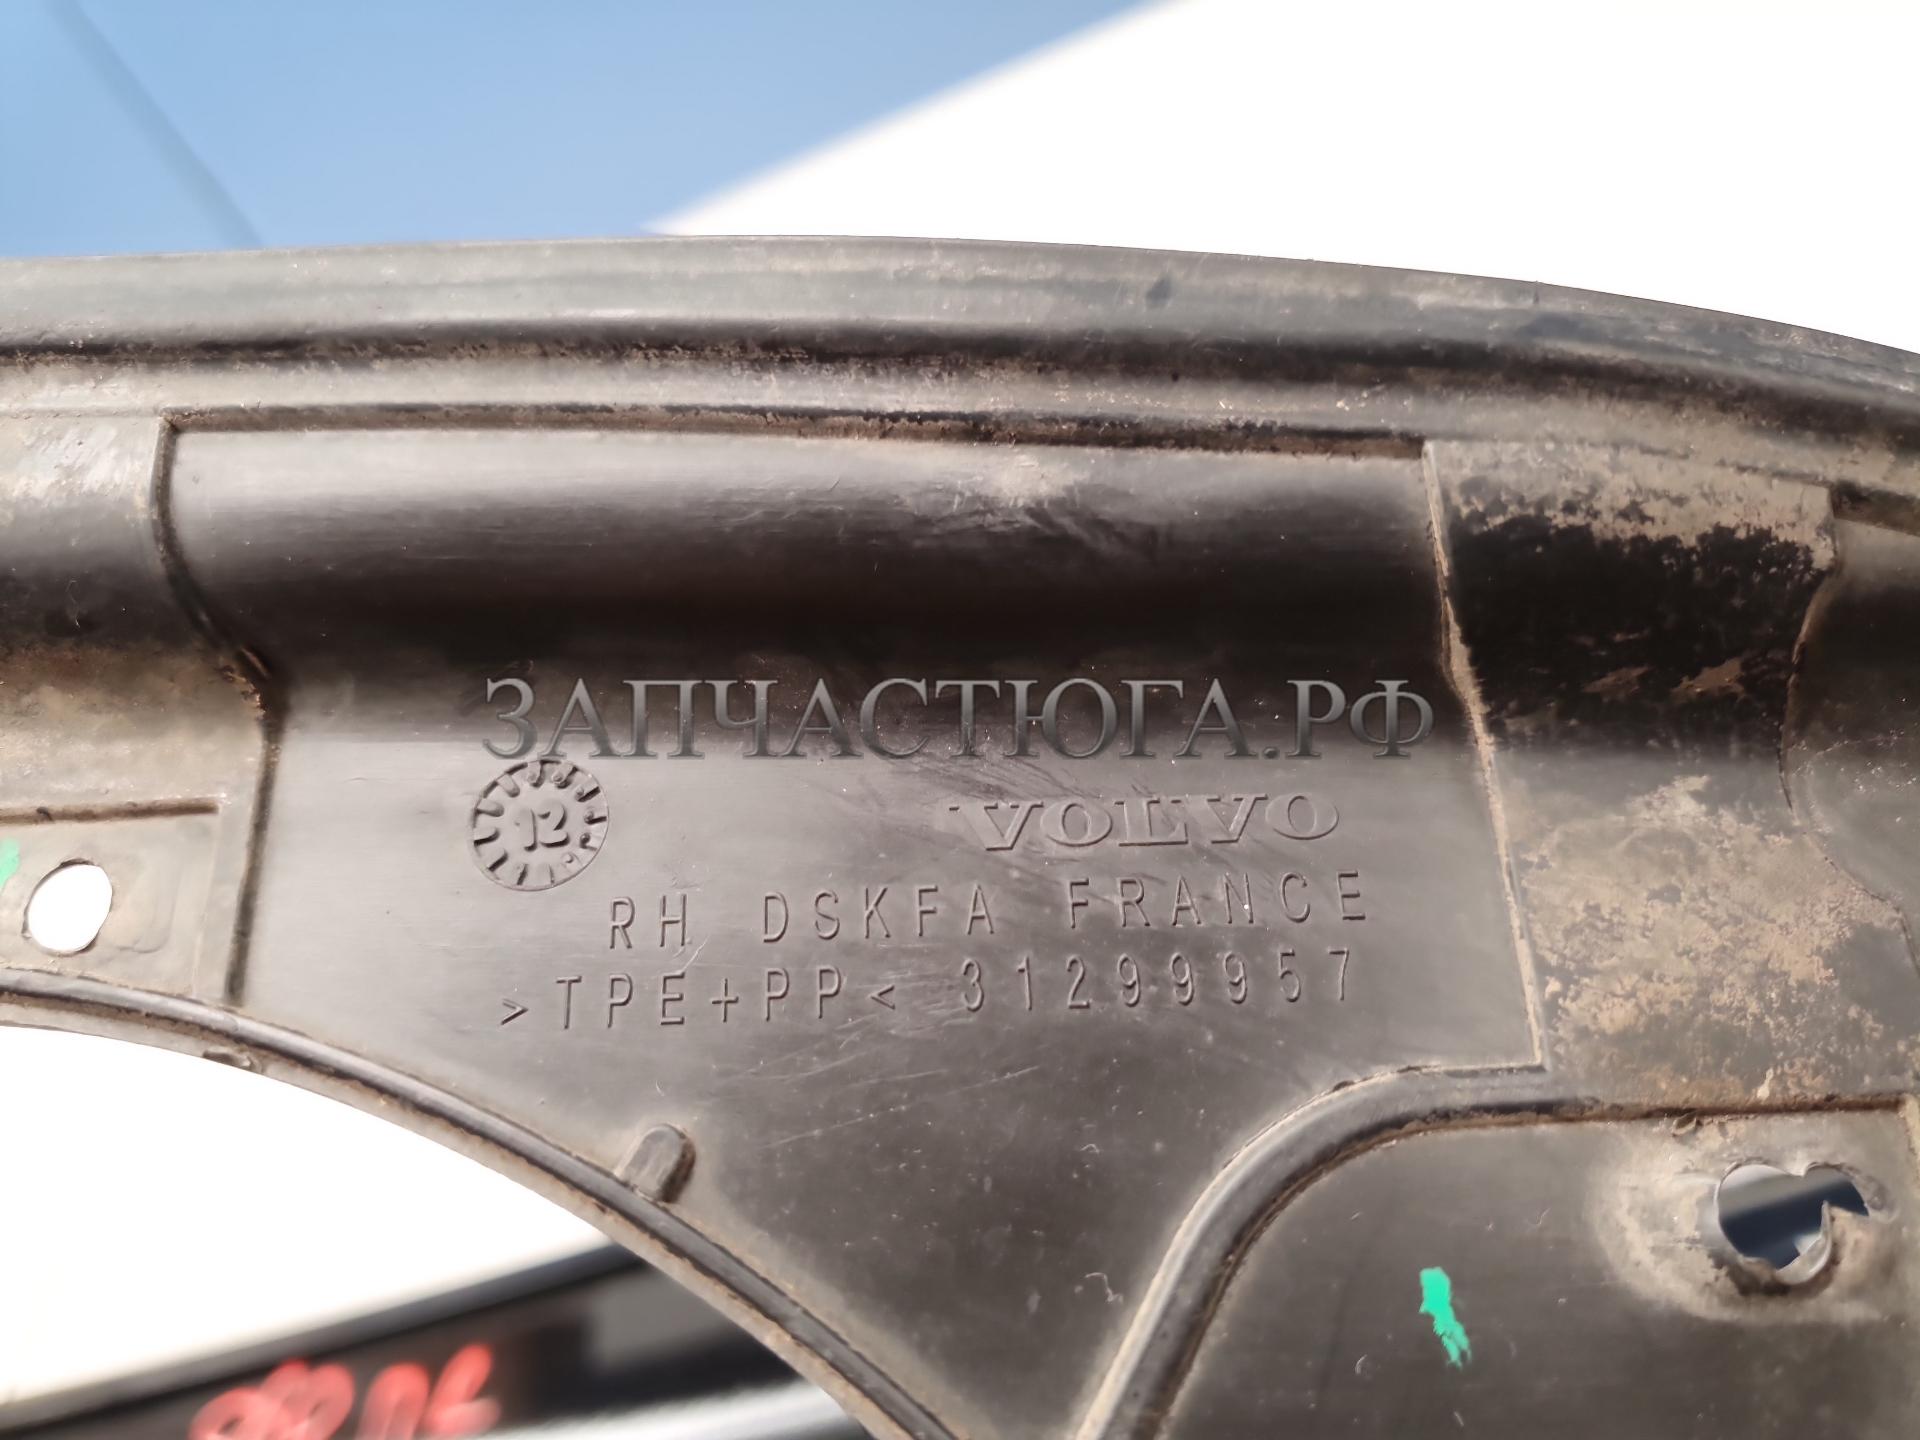 ЗАПЧАСТЮГА.РФ
12
VOLVO
RH DSKFA FRANCE
>TPE+PP< 31299957